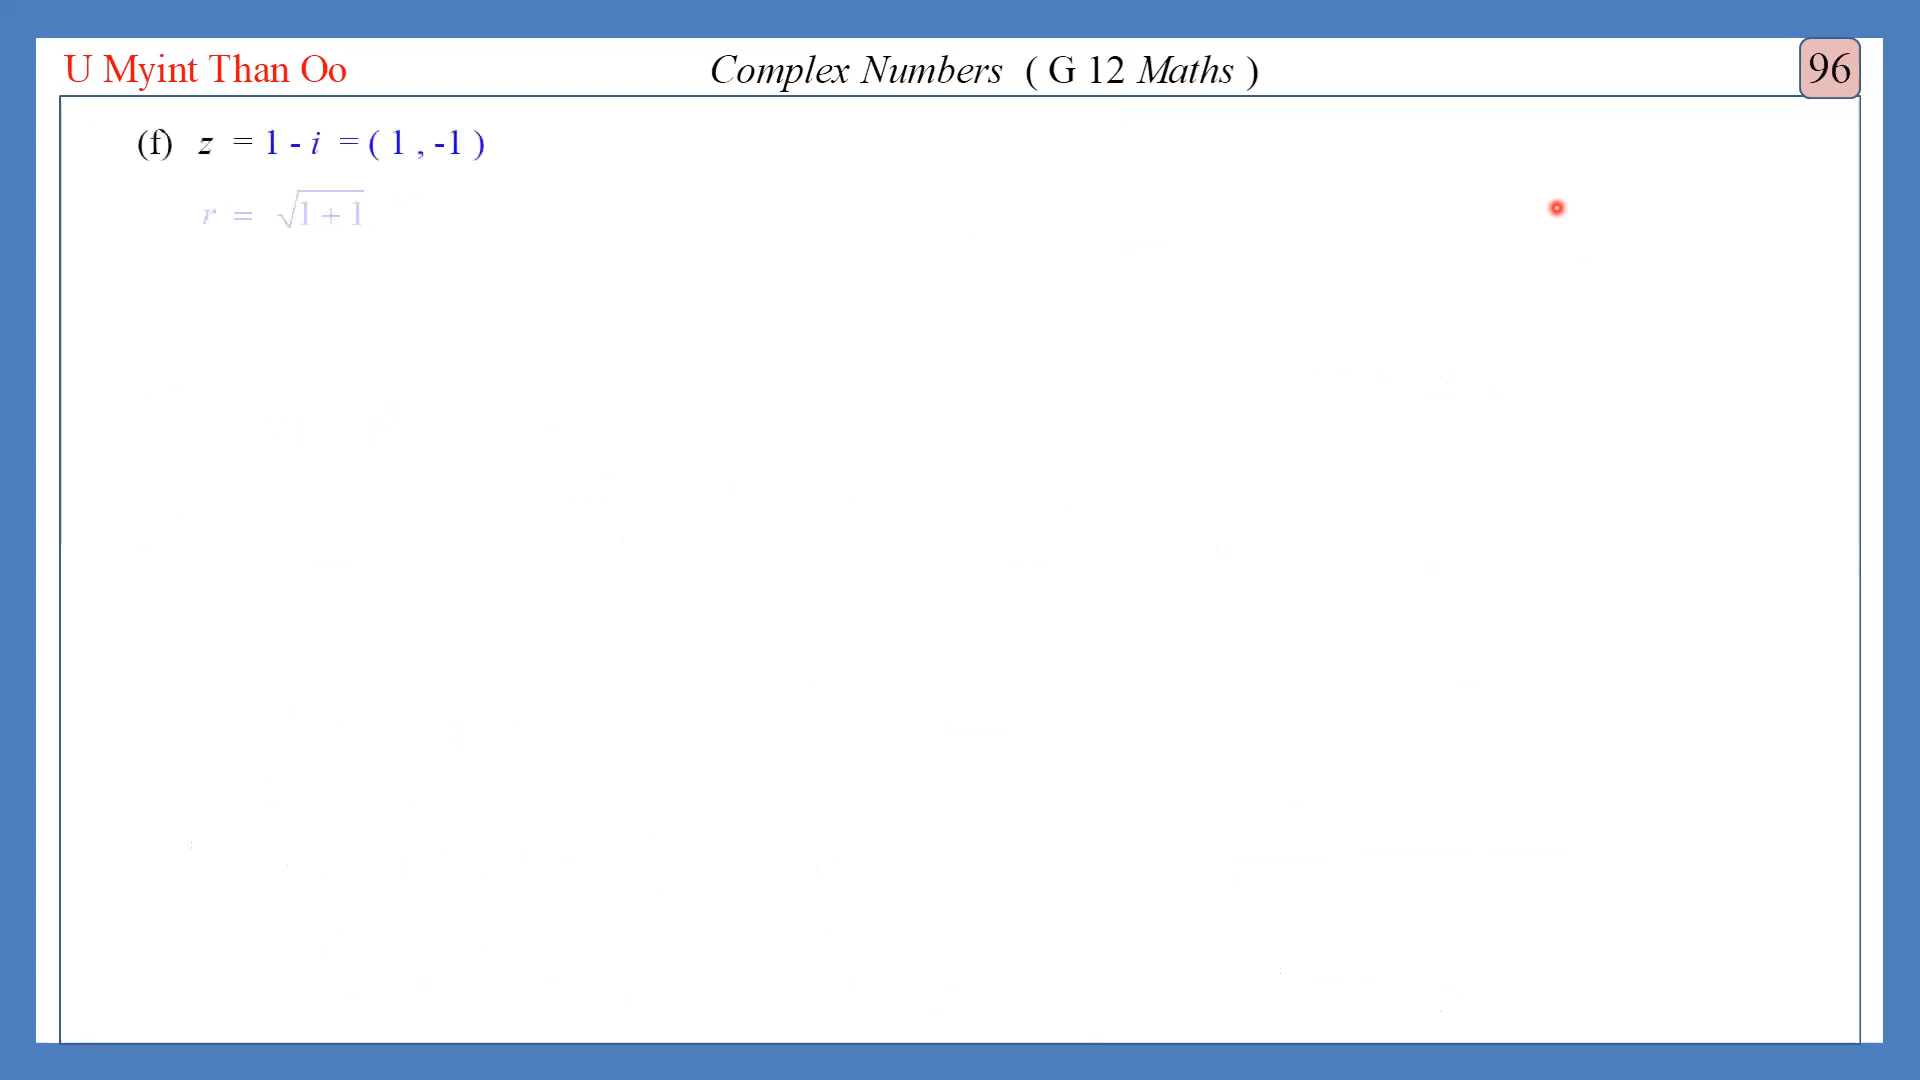 U Myint Than Oo
Complex Numbers ( G 12 Maths )
96
(f) z = 1 - i = ( 1 , -1 )
r = √1 + 1